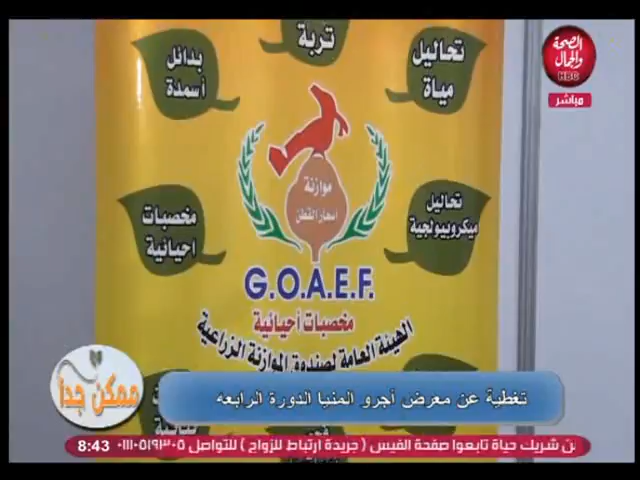 الصحة
والجمال
HBC
مباشر
تربة
تحاليل
مياة
بدائل
أسمدة
موازنة
اسعار القطن
تحاليل
ميكروبيولوجية
مخصبات
احيائية
G.O.A.E.F.
مخصبات أحيائية
الهيئة العامة لصندوق الموازنة الزراعية
ممكن جداً
تغطية عن معرض أجرو المنيا الدورة الرابعه
8:43
ن شريك حياة تابعوا صفحة الفيس ( جريدة ارتباط للزواج ) للتواصل